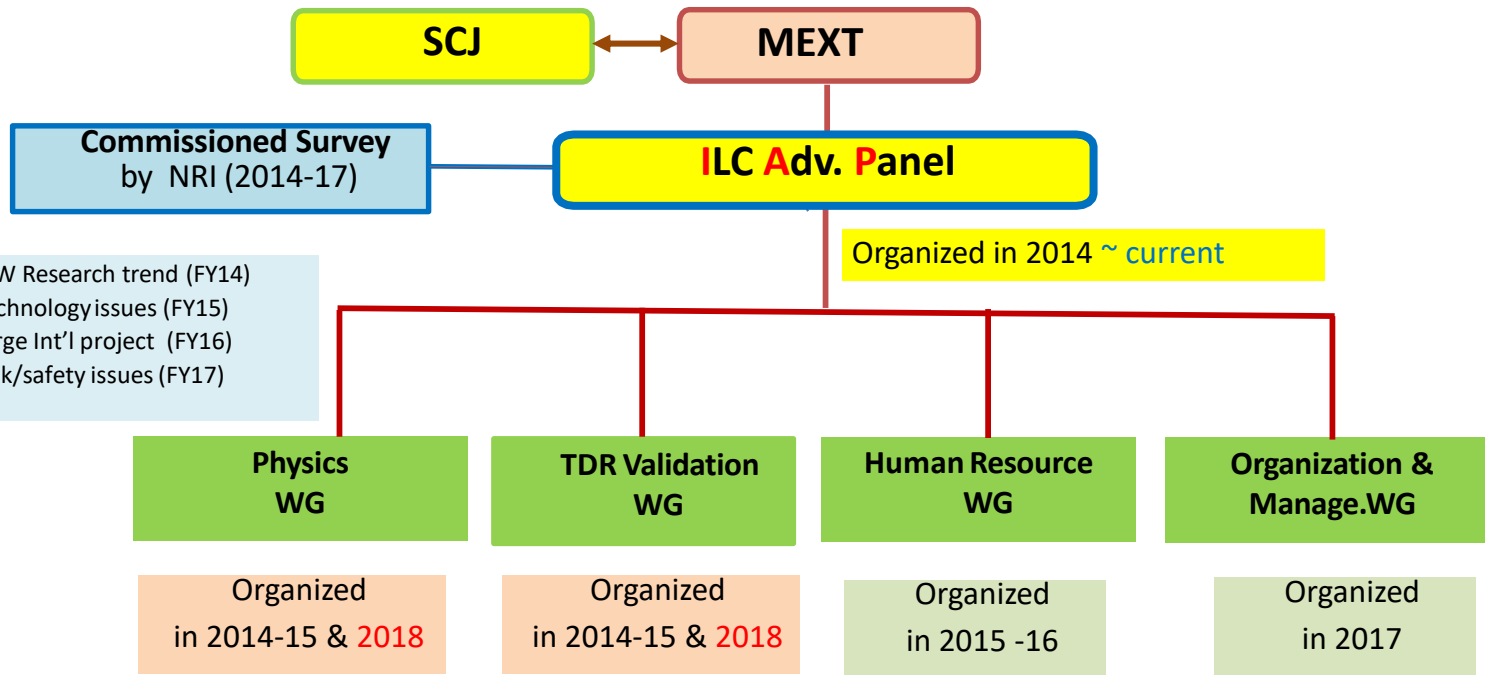 SCJ
MEXT
Commissioned Survey
by NRI (2014-17)
ILC Adv. Panel
Organized in 2014 ~ current
W Research trend (FY14)
chnology issues (FY15)
rge Int’l project (FY16)
k/safety issues (FY17)
Physics
WG
TDR Validation
WG
Human Resource
WG
Organization &
Manage.WG
Organized
in 2014-15 & 2018
Organized
in 2014-15 & 2018
Organized
in 2015 -16
Organized
in 2017